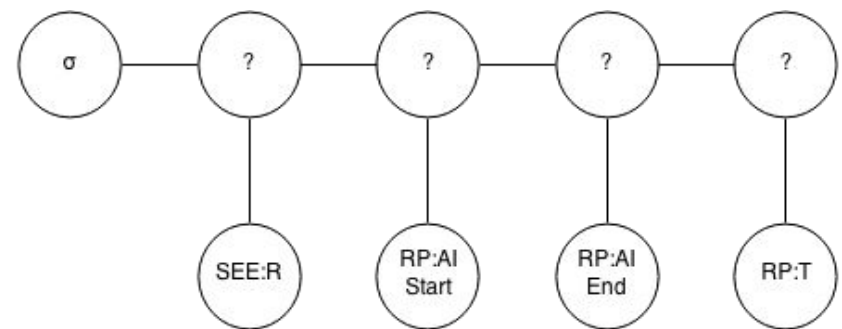 σ
?
?
?
?
SEE:R
RP:AI
Start
RP:AI
End
RP:T